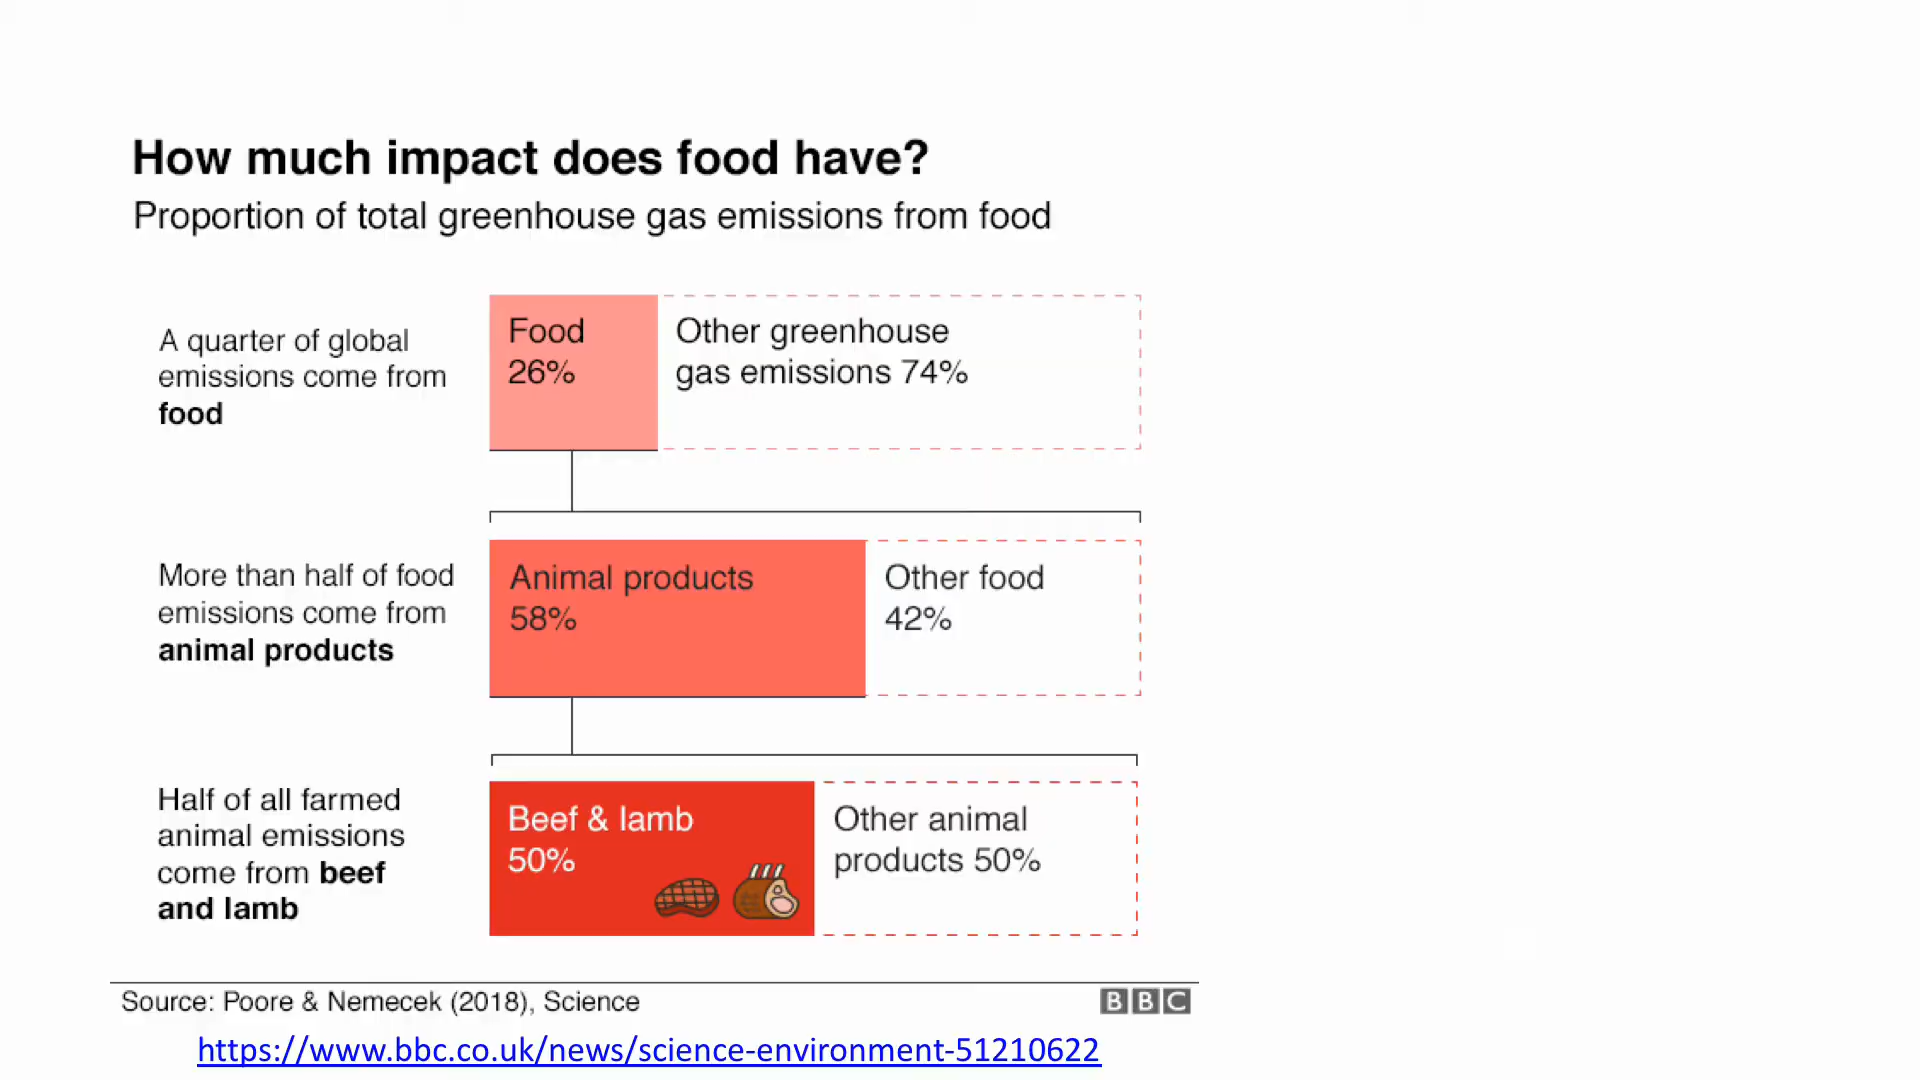 How much impact does food have?
Proportion of total greenhouse gas emissions from food
A quarter of global
emissions come from
food
Food
26%
Other greenhouse
gas emissions 74%
More than half of food
emissions come from
animal products
Animal products
58%
Other food
42%
Half of all farmed
animal emissions
come from beef
and lamb
Beef & lamb
50%
Other animal
products 50%
Source: Poore & Nemecek (2018), Science
BBC
https://www.bbc.co.uk/news/science-environment-51210622